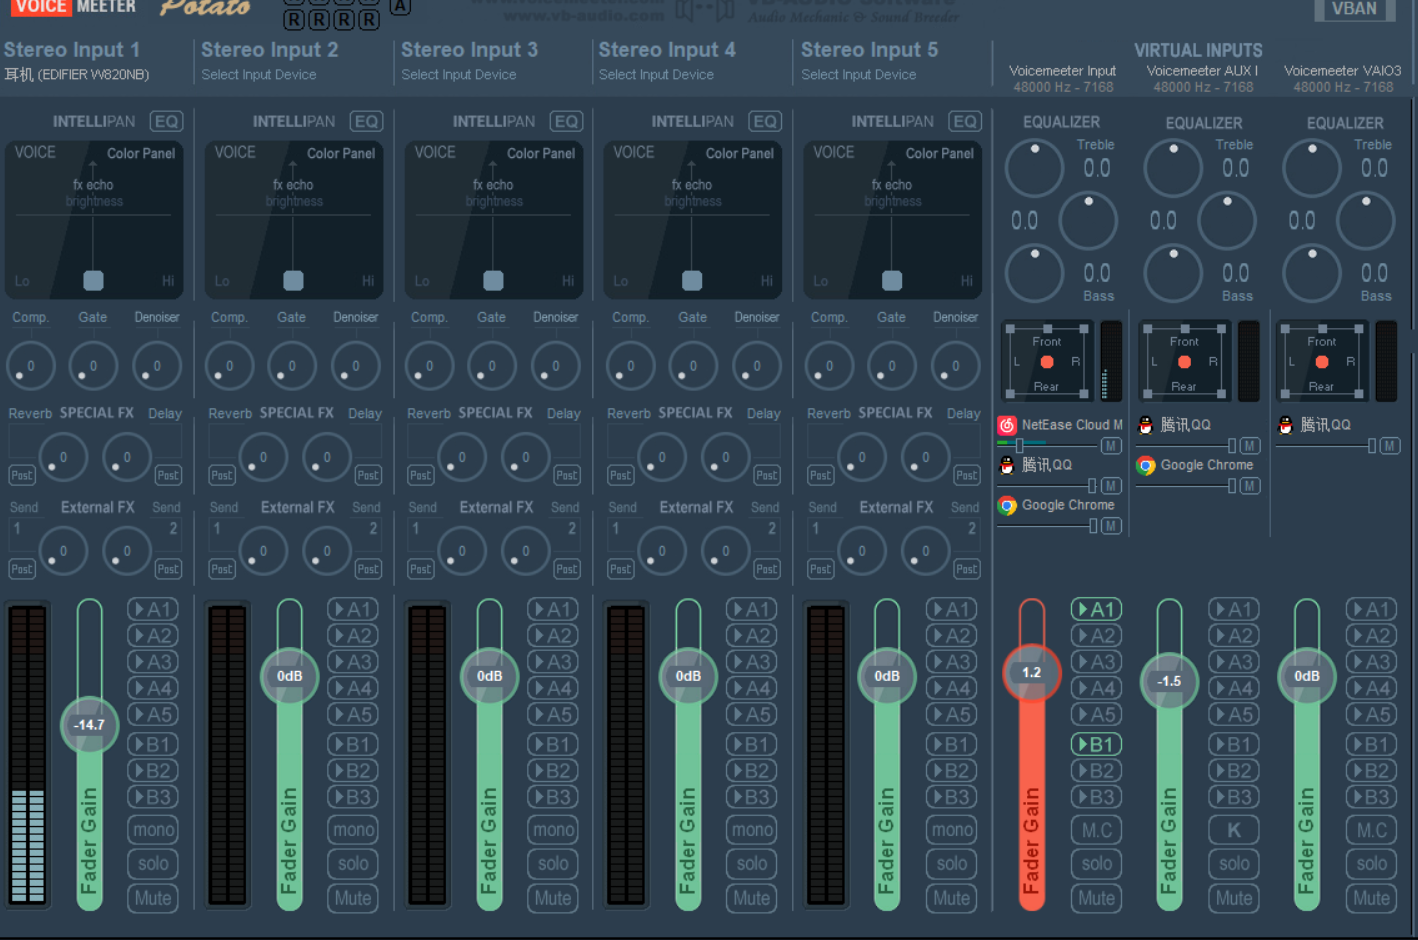 VOICE MEETER Potato
R R R R A
www.vb-audio.com Audio Mechanic & Sound Breeder
VBAN
Stereo Input 1 Stereo Input 2 Stereo Input 3 Stereo Input 4 Stereo Input 5 VIRTUAL INPUTS
耳机 (EDIFIER W820NB) Select Input Device Select Input Device Select Input Device Select Input Device Voicemeeter Input Voicemeeter AUX I Voicemeeter VAIO3
48000 Hz - 7168 48000 Hz - 7168 48000 Hz - 7168
INTELLIPAN EQ INTELLIPAN EQ INTELLIPAN EQ INTELLIPAN EQ INTELLIPAN EQ EQUALIZER EQUALIZER EQUALIZER
VOICE Color Panel VOICE Color Panel VOICE Color Panel VOICE Color Panel VOICE Color Panel Treble Treble Treble
fx echo fx echo fx echo fx echo fx echo 0.0 0.0 0.0
brightness brightness brightness brightness brightness
0.0 0.0 0.0
Lo Hi Lo Hi Lo Hi Lo Hi Lo Hi 0.0 0.0 0.0
Bass Bass Bass
Comp. Gate Denoiser Comp. Gate Denoiser Comp. Gate Denoiser Comp. Gate Denoiser Comp. Gate Denoiser
Front Front Front
0 0 0 0 0 0 0 0 0 0 0 0 0 0 0 L R L R L R
Rear Rear Rear
Reverb SPECIAL FX Delay Reverb SPECIAL FX Delay Reverb SPECIAL FX Delay Reverb SPECIAL FX Delay Reverb SPECIAL FX Delay NetEase Cloud M 腾讯QQ 腾讯QQ
M M M
0 0 0 0 0 0 0 0 0 0 腾讯QQ Google Chrome
Post Post Post Post Post Post Post Post Post Post M M
Send External FX Send Send External FX Send Send External FX Send Send External FX Send Send External FX Send Google Chrome
1 2 1 2 1 2 1 2 1 2 M
0 0 0 0 0 0 0 0 0 0
Post Post Post Post Post Post Post Post Post Post
A1 A1 A1 A1 A1 A1 A1 A1
A2 A2 A2 A2 A2 A2 A2 A2
A3 A3 A3 A3 A3 A3 A3 A3
0dB 0dB 0dB 0dB 1.2 -1.5 0dB
A4 A4 A4 A4 A4 A4 A4 A4
-14.7 A5 A5 A5 A5 A5 A5 A5 A5
B1 B1 B1 B1 B1 B1 B1 B1
B2 B2 B2 B2 B2 B2 B2 B2
B3 B3 B3 B3 B3 B3 B3 B3
Fader Gain Fader Gain Fader Gain Fader Gain Fader Gain Fader Gain Fader Gain Fader Gain
mono mono mono mono mono M.C K M.C
solo solo solo solo solo solo solo solo
Mute Mute Mute Mute Mute Mute Mute Mute